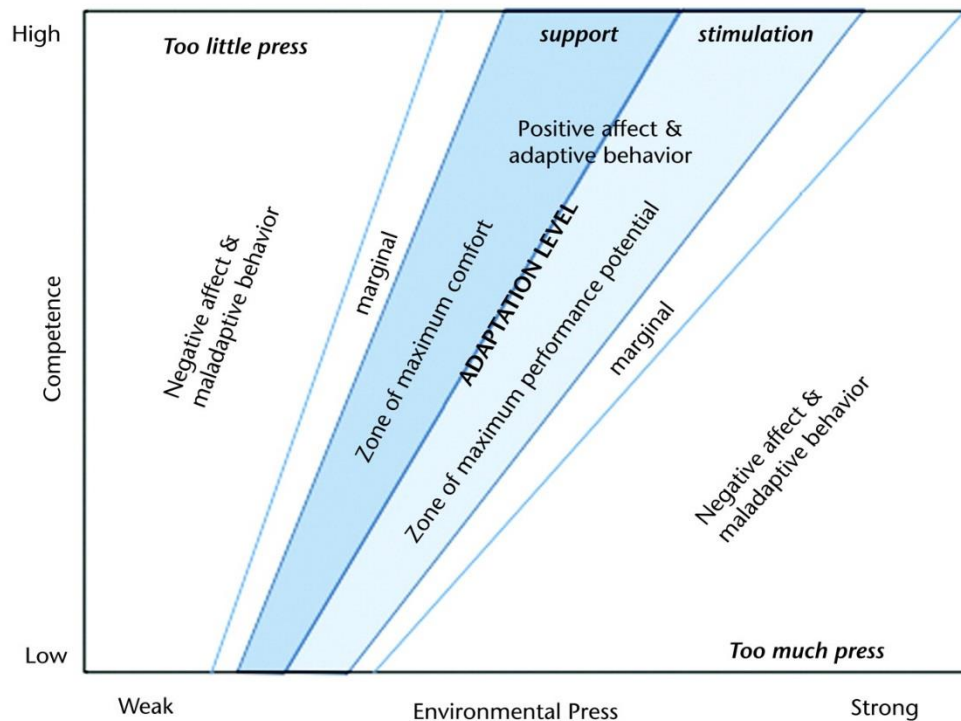 High
Too little press
support
stimulation
Positive affect &
adaptive behavior
Negative affect &
maladaptive behavior
marginal
Zone of maximum comfort
ADAPTATION LEVEL
Zone of maximum performance potential
marginal
Negative affect &
maladaptive behavior
Competence
Low
Too much press
Weak
Environmental Press
Strong